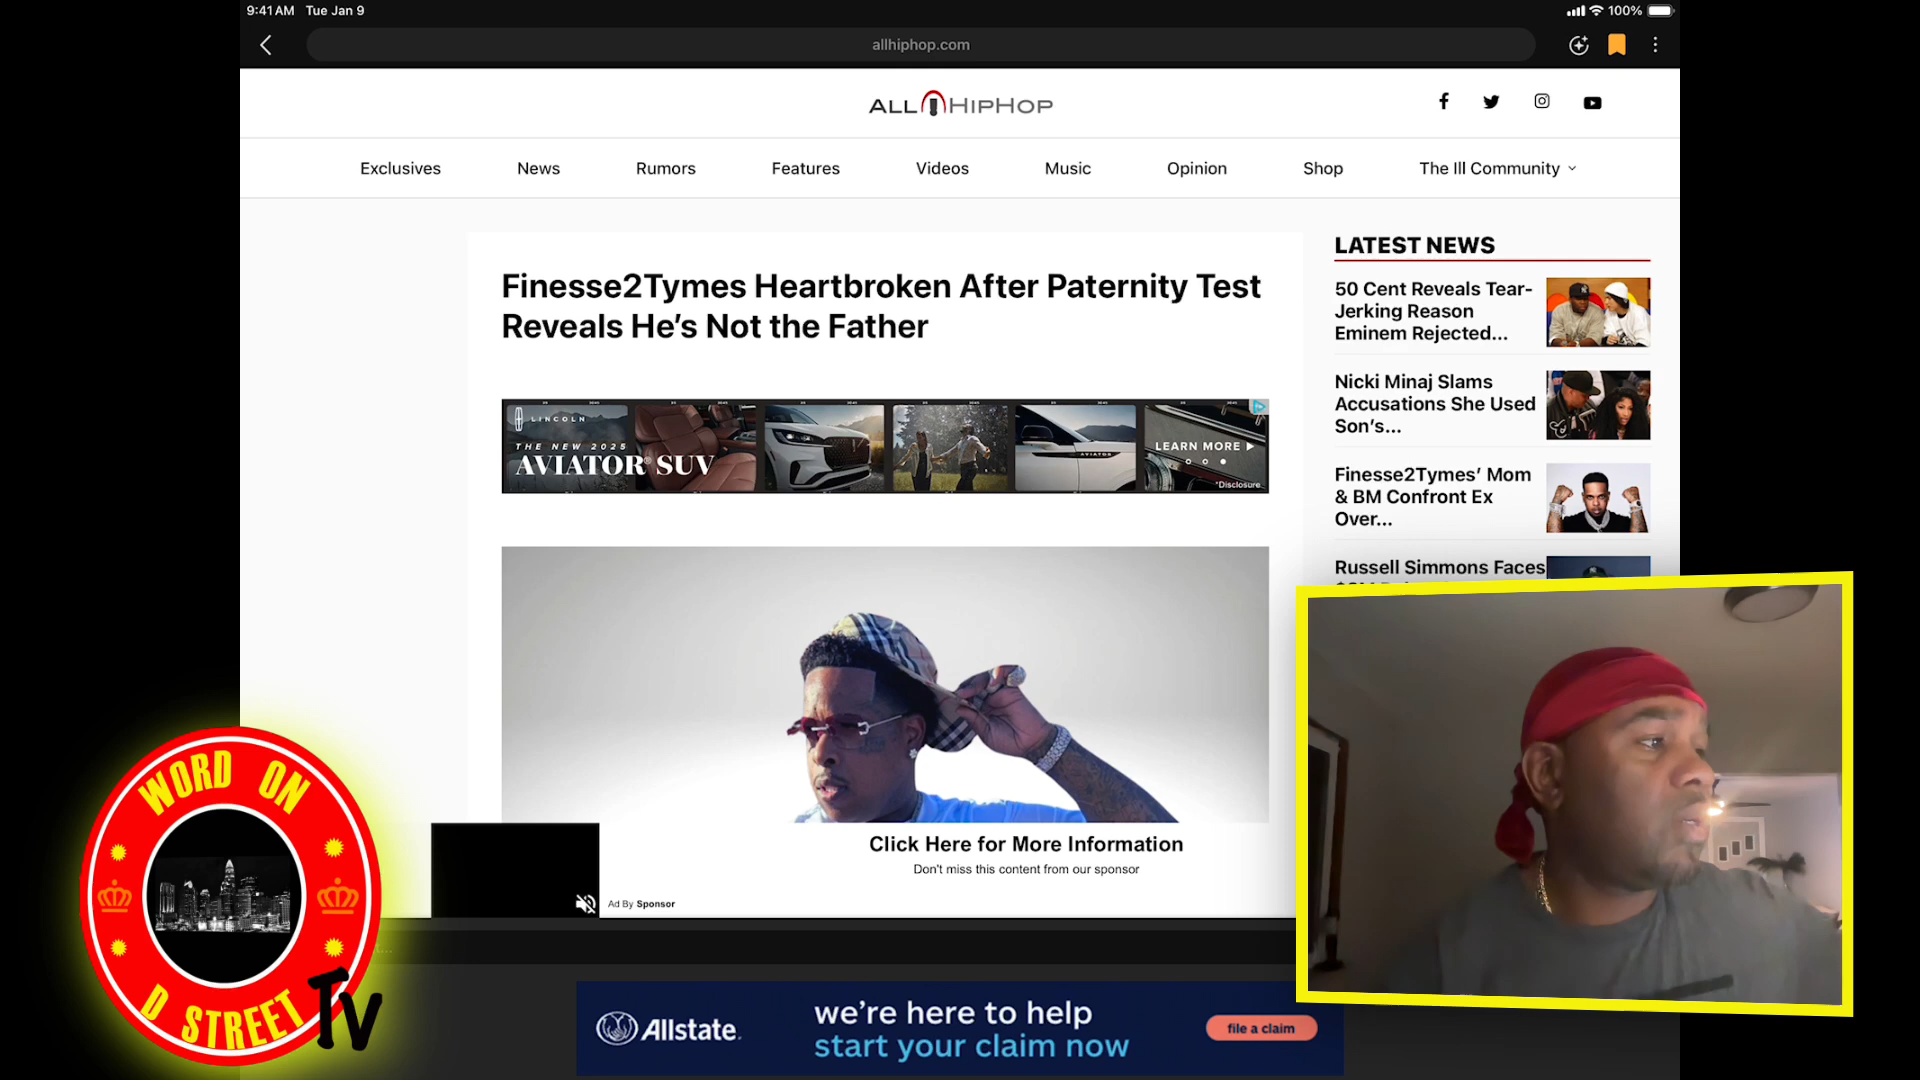 9:41 AM Tue Jan 9
100%
allhiphop.com
ALL HIPHOP
Exclusives
News
Rumors
Features
Videos
Music
Opinion
Shop
The Ill Community
Finesse2Tymes Heartbroken After Paternity Test
Reveals He's Not the Father
LINCOLN
THE NEW 2025
AVIATOR® SUV
AVIATOR
LEARN MORE
*Disclosure
LATEST NEWS
50 Cent Reveals Tear-
Jerking Reason
Eminem Rejected...
Nicki Minaj Slams
Accusations She Used
Son's...
Finesse2Tymes' Mom
& BM Confront Ex
Over...
Russell Simmons Faces
Click Here for More Information
Don't miss this content from our sponsor
Ad By Sponsor
WORD ON
D STREET
TV
Allstate.
we're here to help
start your claim now
file a claim